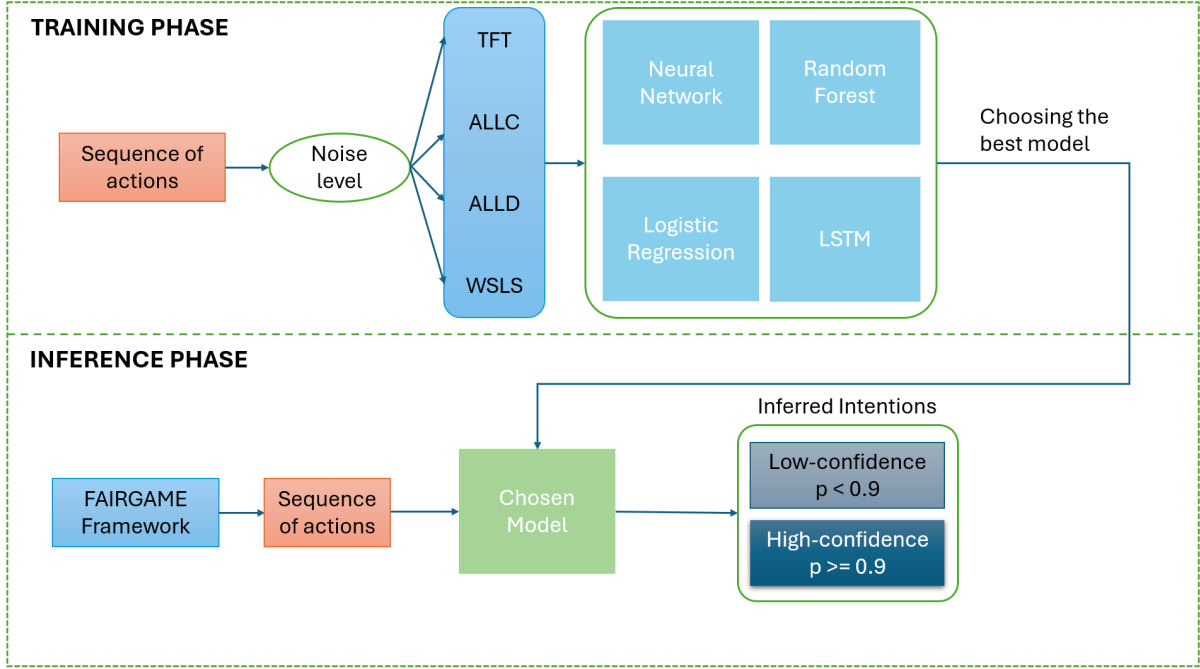 TRAINING PHASE
Sequence of
actions
Noise
level
TFT
ALLC
ALLD
WSLS
Neural
Network
Random
Forest
Logistic
Regression
LSTM
Choosing the
best model
INFERENCE PHASE
FAIRGAME
Framework
Sequence
of actions
Chosen
Model
Inferred Intentions
Low-confidence
p < 0.9
High-confidence
p >= 0.9